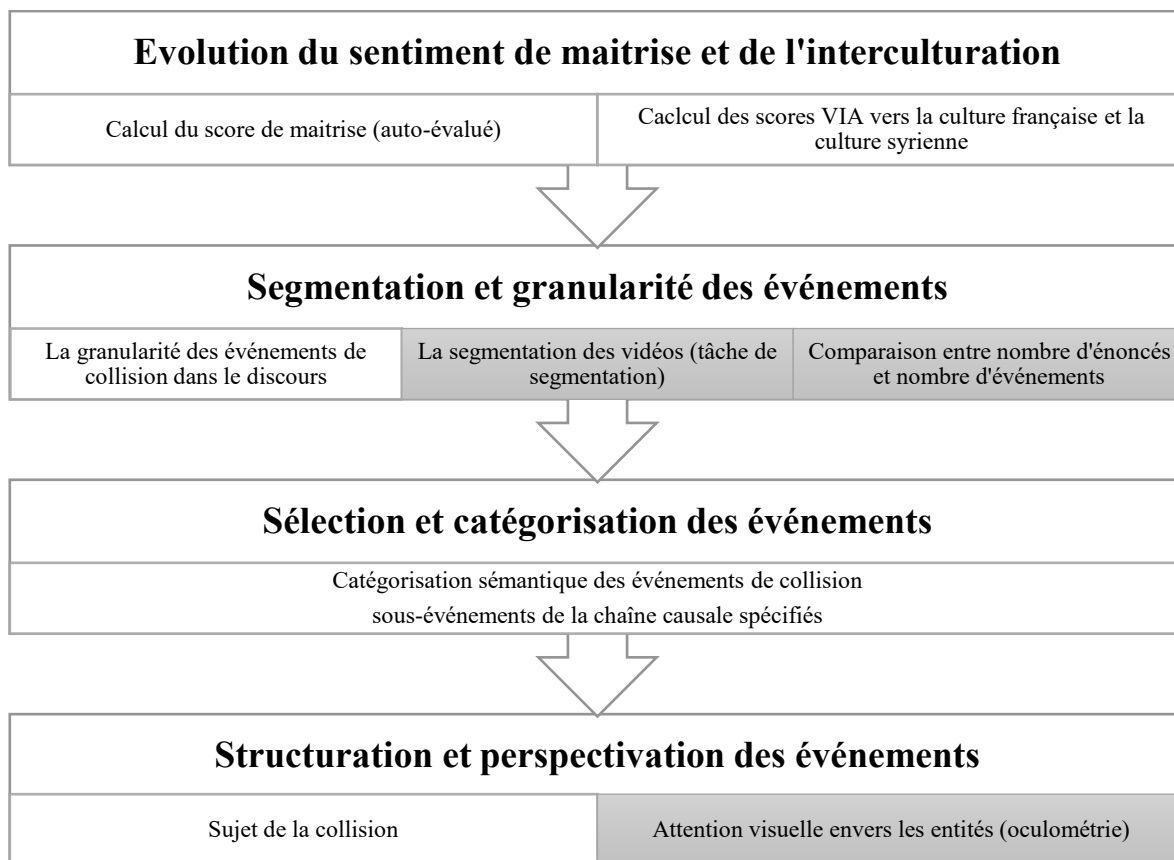 Evolution du sentiment de maitrise et de l'interculturation
Calcul du score de maitrise (auto-évalué)
Caclcul des scores VIA vers la culture française et la
culture syrienne
Segmentation et granularité des événements
La granularité des événements de
collision dans le discours
La segmentation des vidéos (tâche de
segmentation)
Comparaison entre nombre d'énoncés
et nombre d'événements
Sélection et catégorisation des événements
Catégorisation sémantique des événements de collision
sous-événements de la chaîne causale spécifiés
Structuration et perspectivation des événements
Sujet de la collision
Attention visuelle envers les entités (oculométrie)